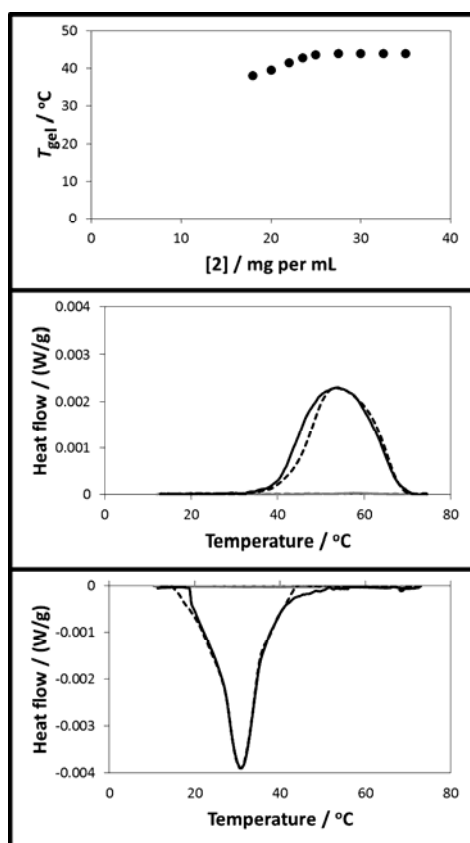 50
40
30
20
10
0
T_gel / °C
0 10 20 30 40
[2] / mg per mL
0.004
0.003
0.002
0.001
0
Heat flow / (W/g)
0 20 40 60 80
Temperature / °C
0
-0.001
-0.002
-0.003
-0.004
Heat flow / (W/g)
0 20 40 60 80
Temperature / °C